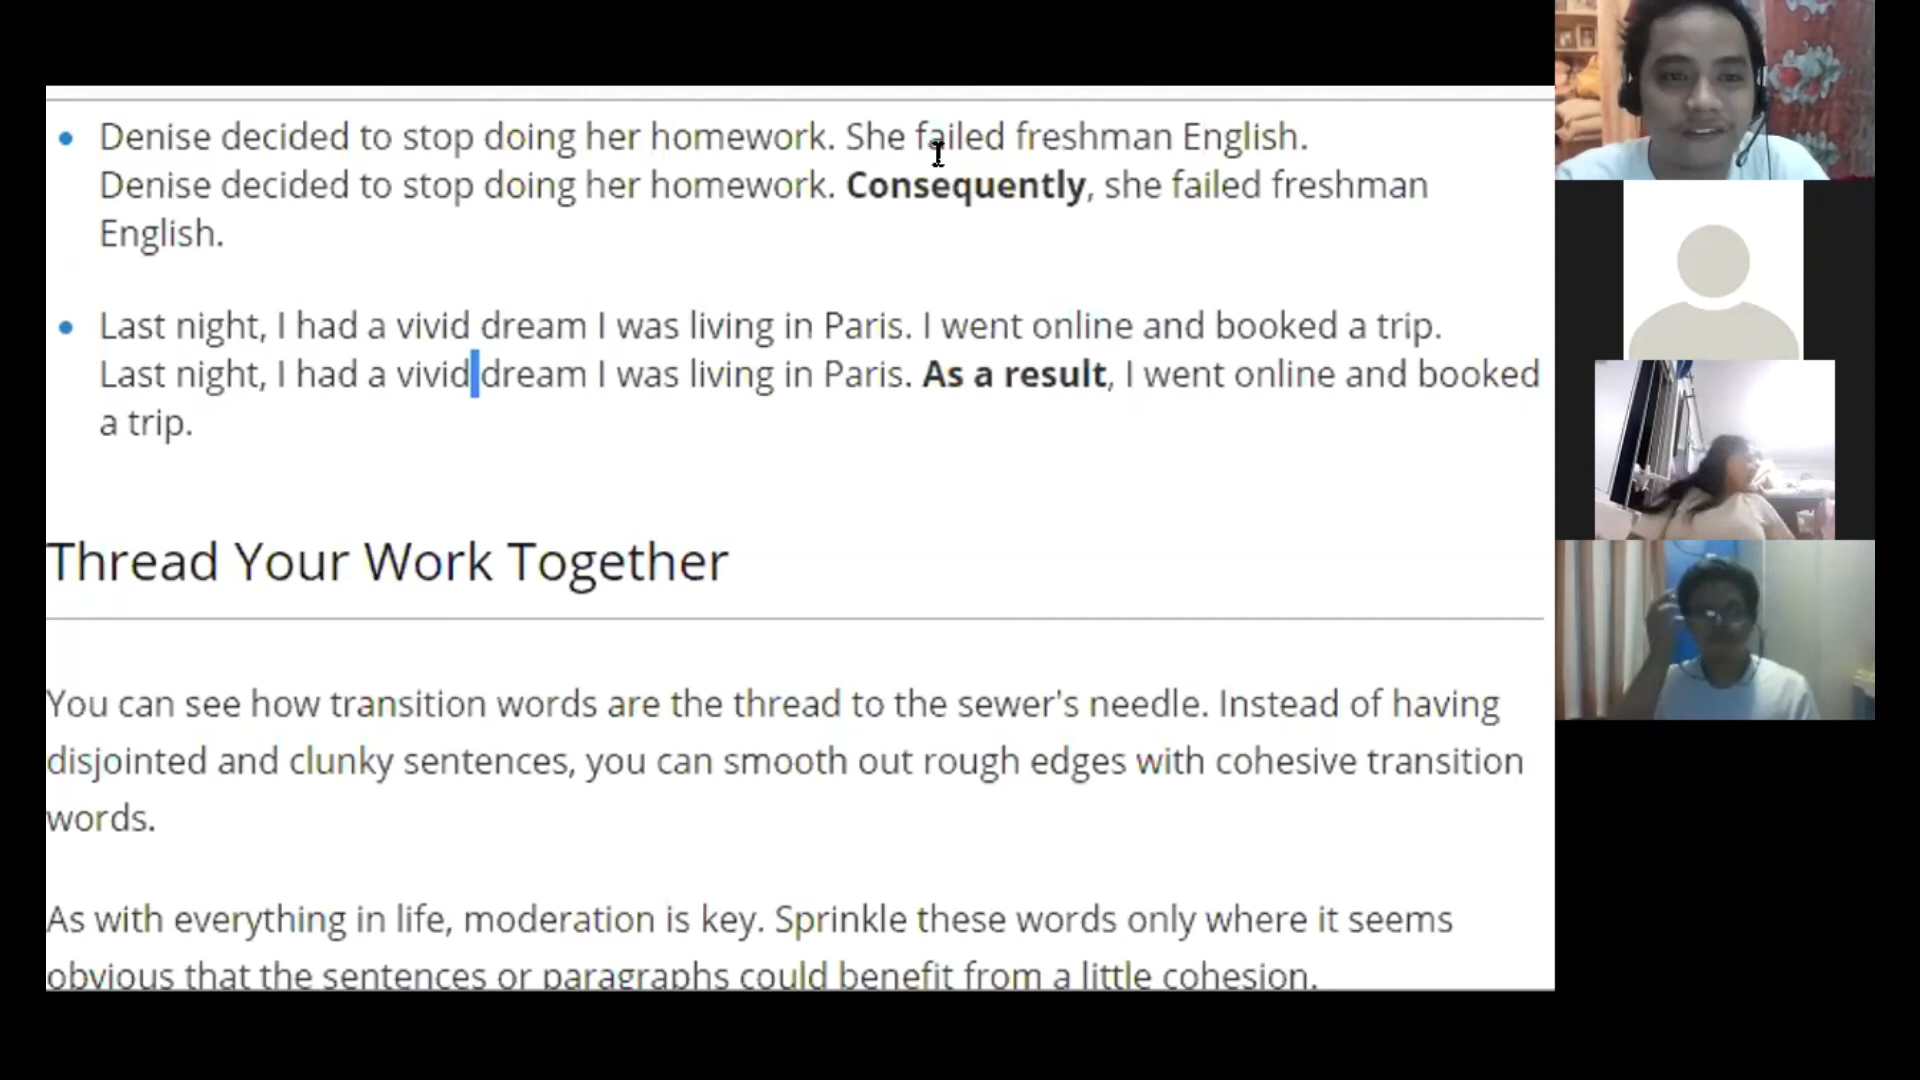 Denise decided to stop doing her homework. She failed freshman English.
Denise decided to stop doing her homework. Consequently, she failed freshman
English.
Last night, I had a vivid dream I was living in Paris. I went online and booked a trip.
Last night, I had a vivid dream I was living in Paris. As a result, I went online and booked
a trip.
Thread Your Work Together
You can see how transition words are the thread to the sewer's needle. Instead of having
disjointed and clunky sentences, you can smooth out rough edges with cohesive transition
words.
As with everything in life, moderation is key. Sprinkle these words only where it seems
obvious that the sentences or paragraphs could benefit from a little cohesion.